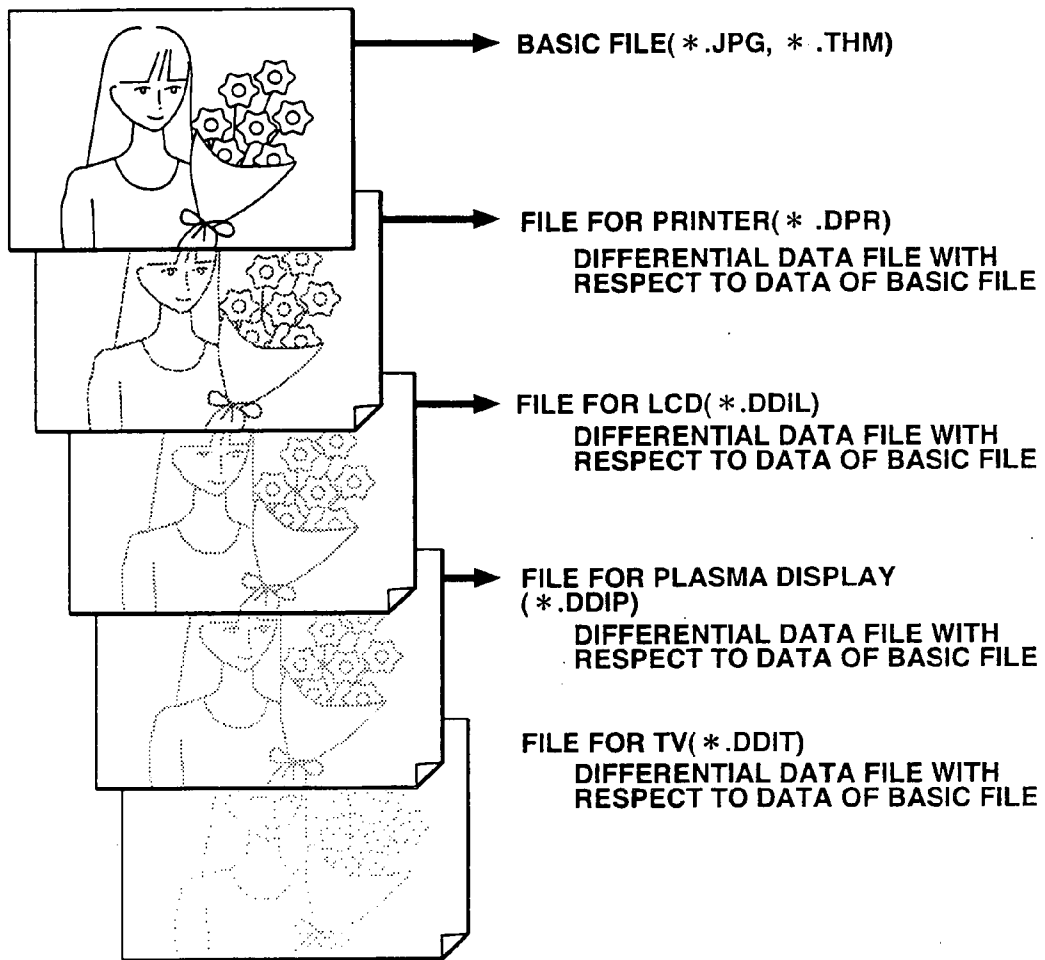 BASIC FILE( * .JPG, * .THM)
FILE FOR PRINTER( * .DPR)
DIFFERENTIAL DATA FILE WITH
RESPECT TO DATA OF BASIC FILE
FILE FOR LCD( * .DDIL)
DIFFERENTIAL DATA FILE WITH
RESPECT TO DATA OF BASIC FILE
FILE FOR PLASMA DISPLAY
( * .DDIP)
DIFFERENTIAL DATA FILE WITH
RESPECT TO DATA OF BASIC FILE
FILE FOR TV( * .DDIT)
DIFFERENTIAL DATA FILE WITH
RESPECT TO DATA OF BASIC FILE